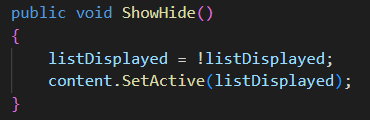 public void ShowHide()
{
    listDisplayed = !listDisplayed;
    content.SetActive(listDisplayed);
}